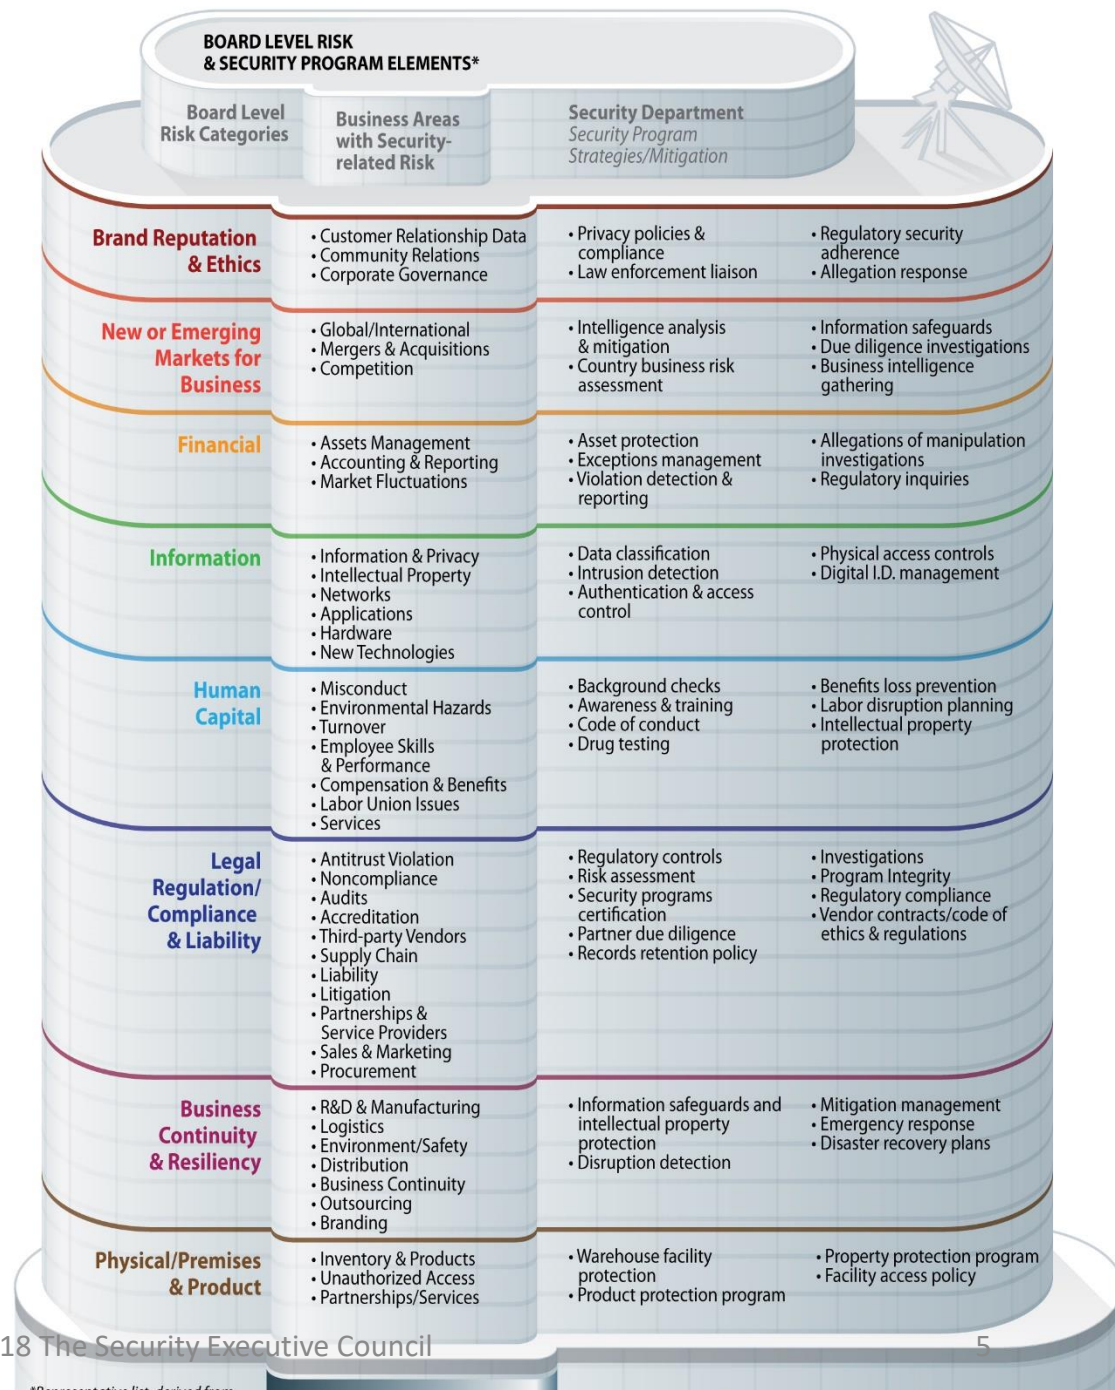 BOARD LEVEL RISK
& SECURITY PROGRAM ELEMENTS*
Board Level
Risk Categories
Business Areas
with Security-
related Risk
Security Department
Security Program
Strategies/Mitigation
Brand Reputation
& Ethics
• Customer Relationship Data
• Community Relations
• Corporate Governance
• Privacy policies &
compliance
• Law enforcement liaison
• Regulatory security
adherence
• Allegation response
New or Emerging
Markets for
Business
• Global/International
• Mergers & Acquisitions
• Competition
• Intelligence analysis
& mitigation
• Country business risk
assessment
• Information safeguards
• Due diligence investigations
• Business intelligence
gathering
Financial
• Assets Management
• Accounting & Reporting
• Market Fluctuations
• Asset protection
• Exceptions management
• Violation detection &
reporting
• Allegations of manipulation
investigations
• Regulatory inquiries
Information
• Information & Privacy
• Intellectual Property
• Networks
• Applications
• Hardware
• New Technologies
• Data classification
• Intrusion detection
• Authentication & access
control
• Physical access controls
• Digital I.D. management
Human
Capital
• Misconduct
• Environmental Hazards
• Turnover
• Employee Skills
& Performance
• Compensation & Benefits
• Labor Union Issues
• Services
• Background checks
• Awareness & training
• Code of conduct
• Drug testing
• Benefits loss prevention
• Labor disruption planning
• Intellectual property
protection
Legal
Regulation/
Compliance
& Liability
• Antitrust Violation
• Noncompliance
• Audits
• Accreditation
• Third-party Vendors
• Supply Chain
• Liability
• Litigation
• Partnerships &
Service Providers
• Sales & Marketing
• Procurement
• Regulatory controls
• Risk assessment
• Security programs
certification
• Partner due diligence
• Records retention policy
• Investigations
• Program Integrity
• Regulatory compliance
• Vendor contracts/code of
ethics & regulations
Business
Continuity
& Resiliency
• R&D & Manufacturing
• Logistics
• Environment/Safety
• Distribution
• Business Continuity
• Outsourcing
• Branding
• Information safeguards and
intellectual property
protection
• Disruption detection
• Mitigation management
• Emergency response
• Disaster recovery plans
Physical/Premises
& Product
• Inventory & Products
• Unauthorized Access
• Partnerships/Services
• Warehouse facility
protection
• Product protection program
• Property protection program
• Facility access policy
18 The Security Executive Council
5
*Representative list, derived from